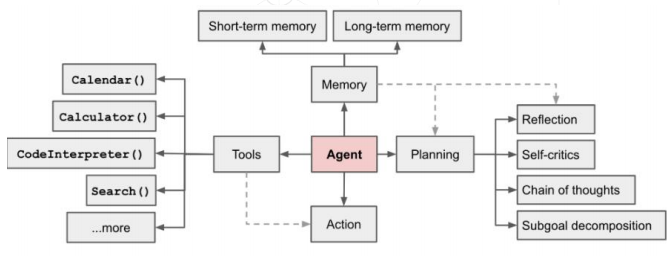 Short-term memory
Long-term memory
Calendar()
Memory
Calculator()
Reflection
CodeInterpreter()
Tools
Agent
Planning
Self-critics
Search()
Chain of thoughts
...more
Action
Subgoal decomposition